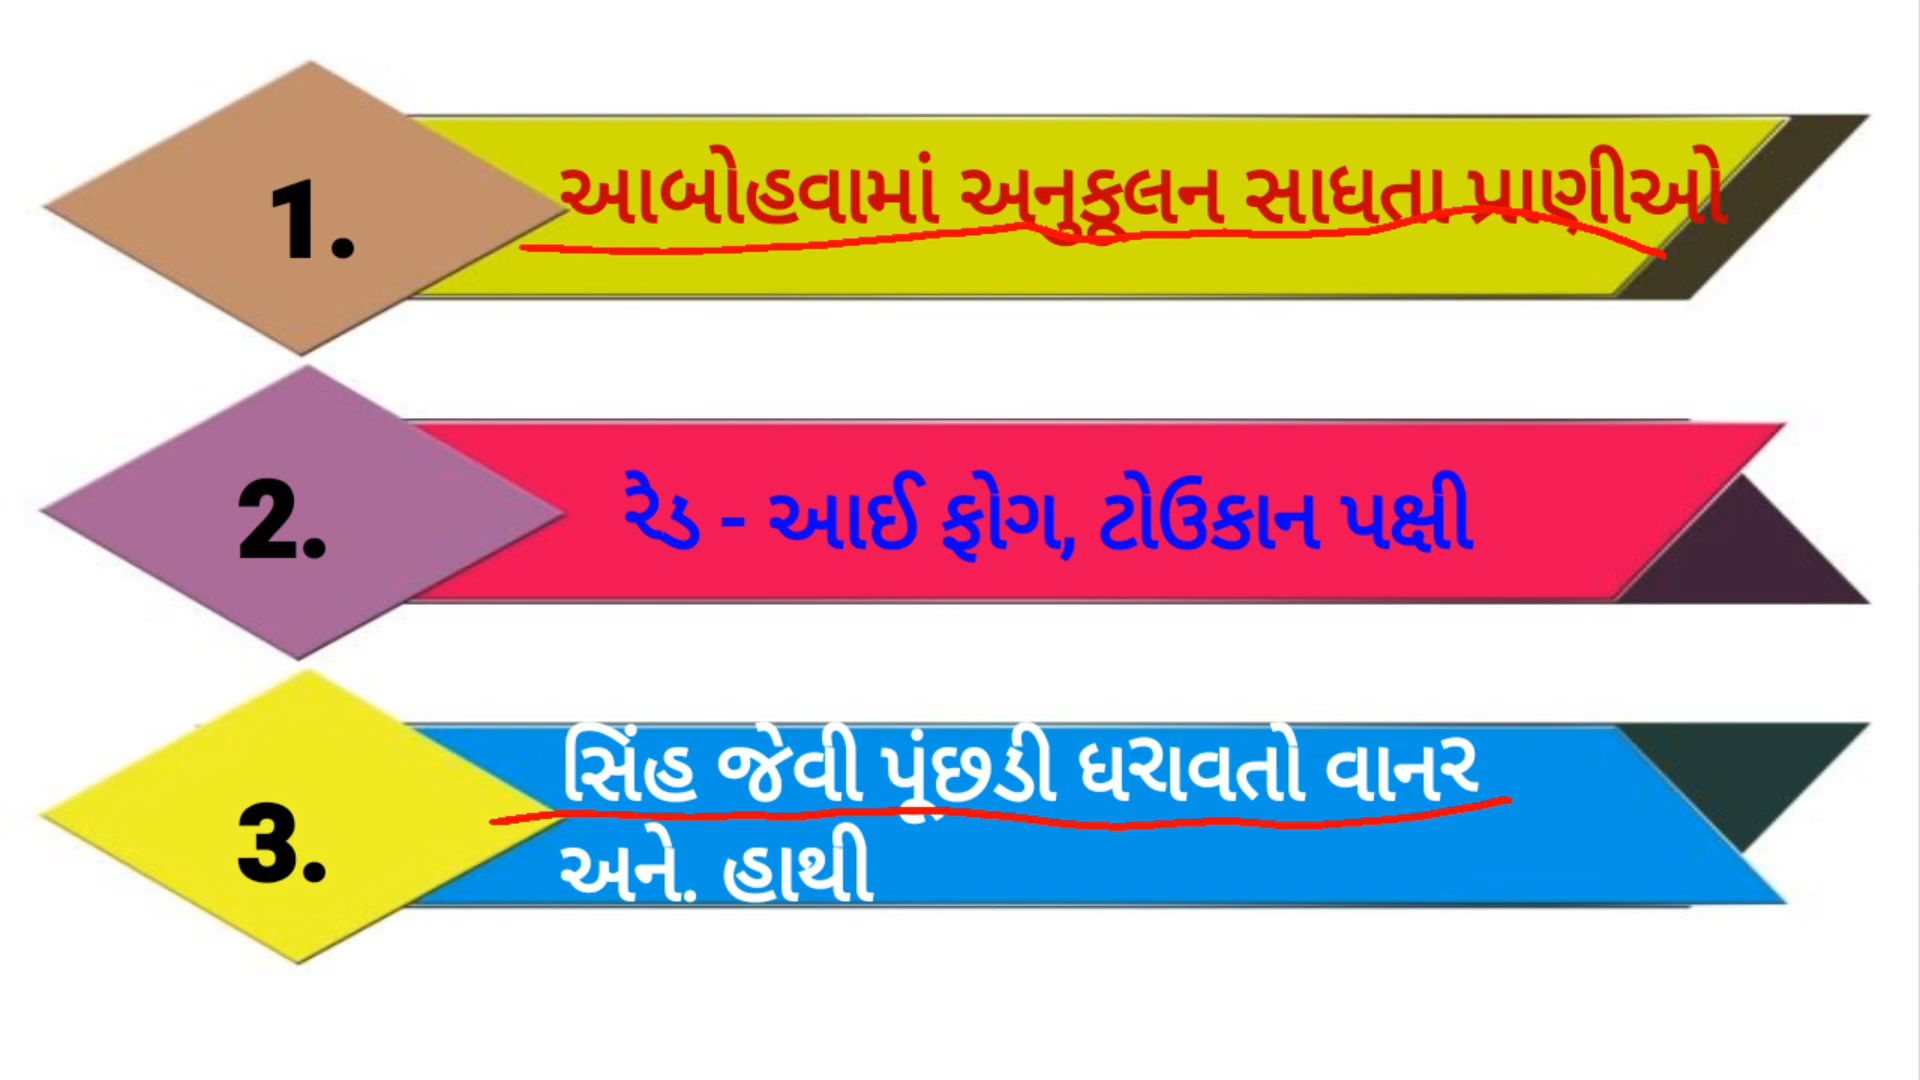 1.
આબોહવામાં અનુકૂલન સાધતા પ્રાણીઓ
2.
રેડ - આઈ ફોગ, ટોઉકાન પક્ષી
3.
સિંહ જેવી પૂંછડી ધરાવતો વાનર
અને. હાથી